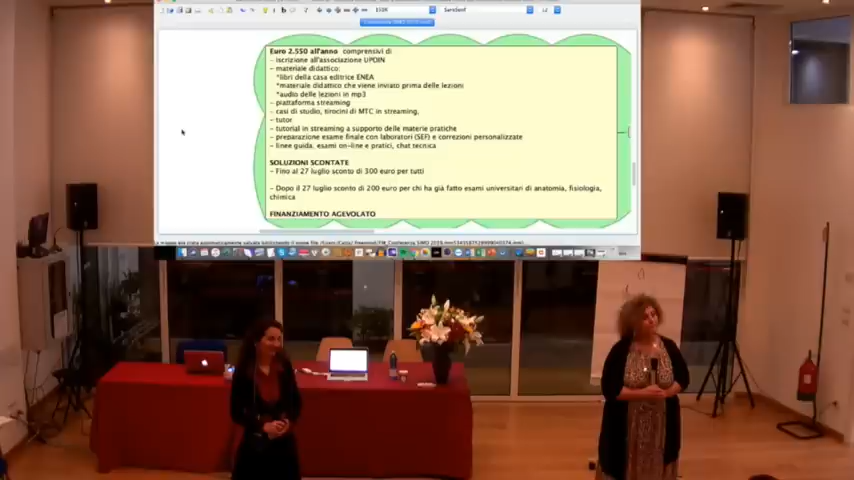 Euro 2.550 all'anno comprensivi di
- iscrizione all'associazione UPDIN
- materiale didattico:
*libri della casa editrice ENEA
*materiale didattico che viene inviato prima delle lezioni
*audio delle lezioni in mp3
- piattaforma streaming
- casi di studio, tirocini di MTC in streaming,
- tutor
- tutorial in streaming a supporto delle materie pratiche
- preparazione esame finale con laboratori (SEF) e correzioni personalizzate
- linee guida, esami on-line e pratici, chat tecnica
SOLUZIONI SCONTATE
- Fino al 27 luglio sconto di 300 euro per tutti
- Dopo il 27 luglio sconto di 200 euro per chi ha già fatto esami universitari di anatomia, fisiologia,
chimica
FINANZIAMENTO AGEVOLATO